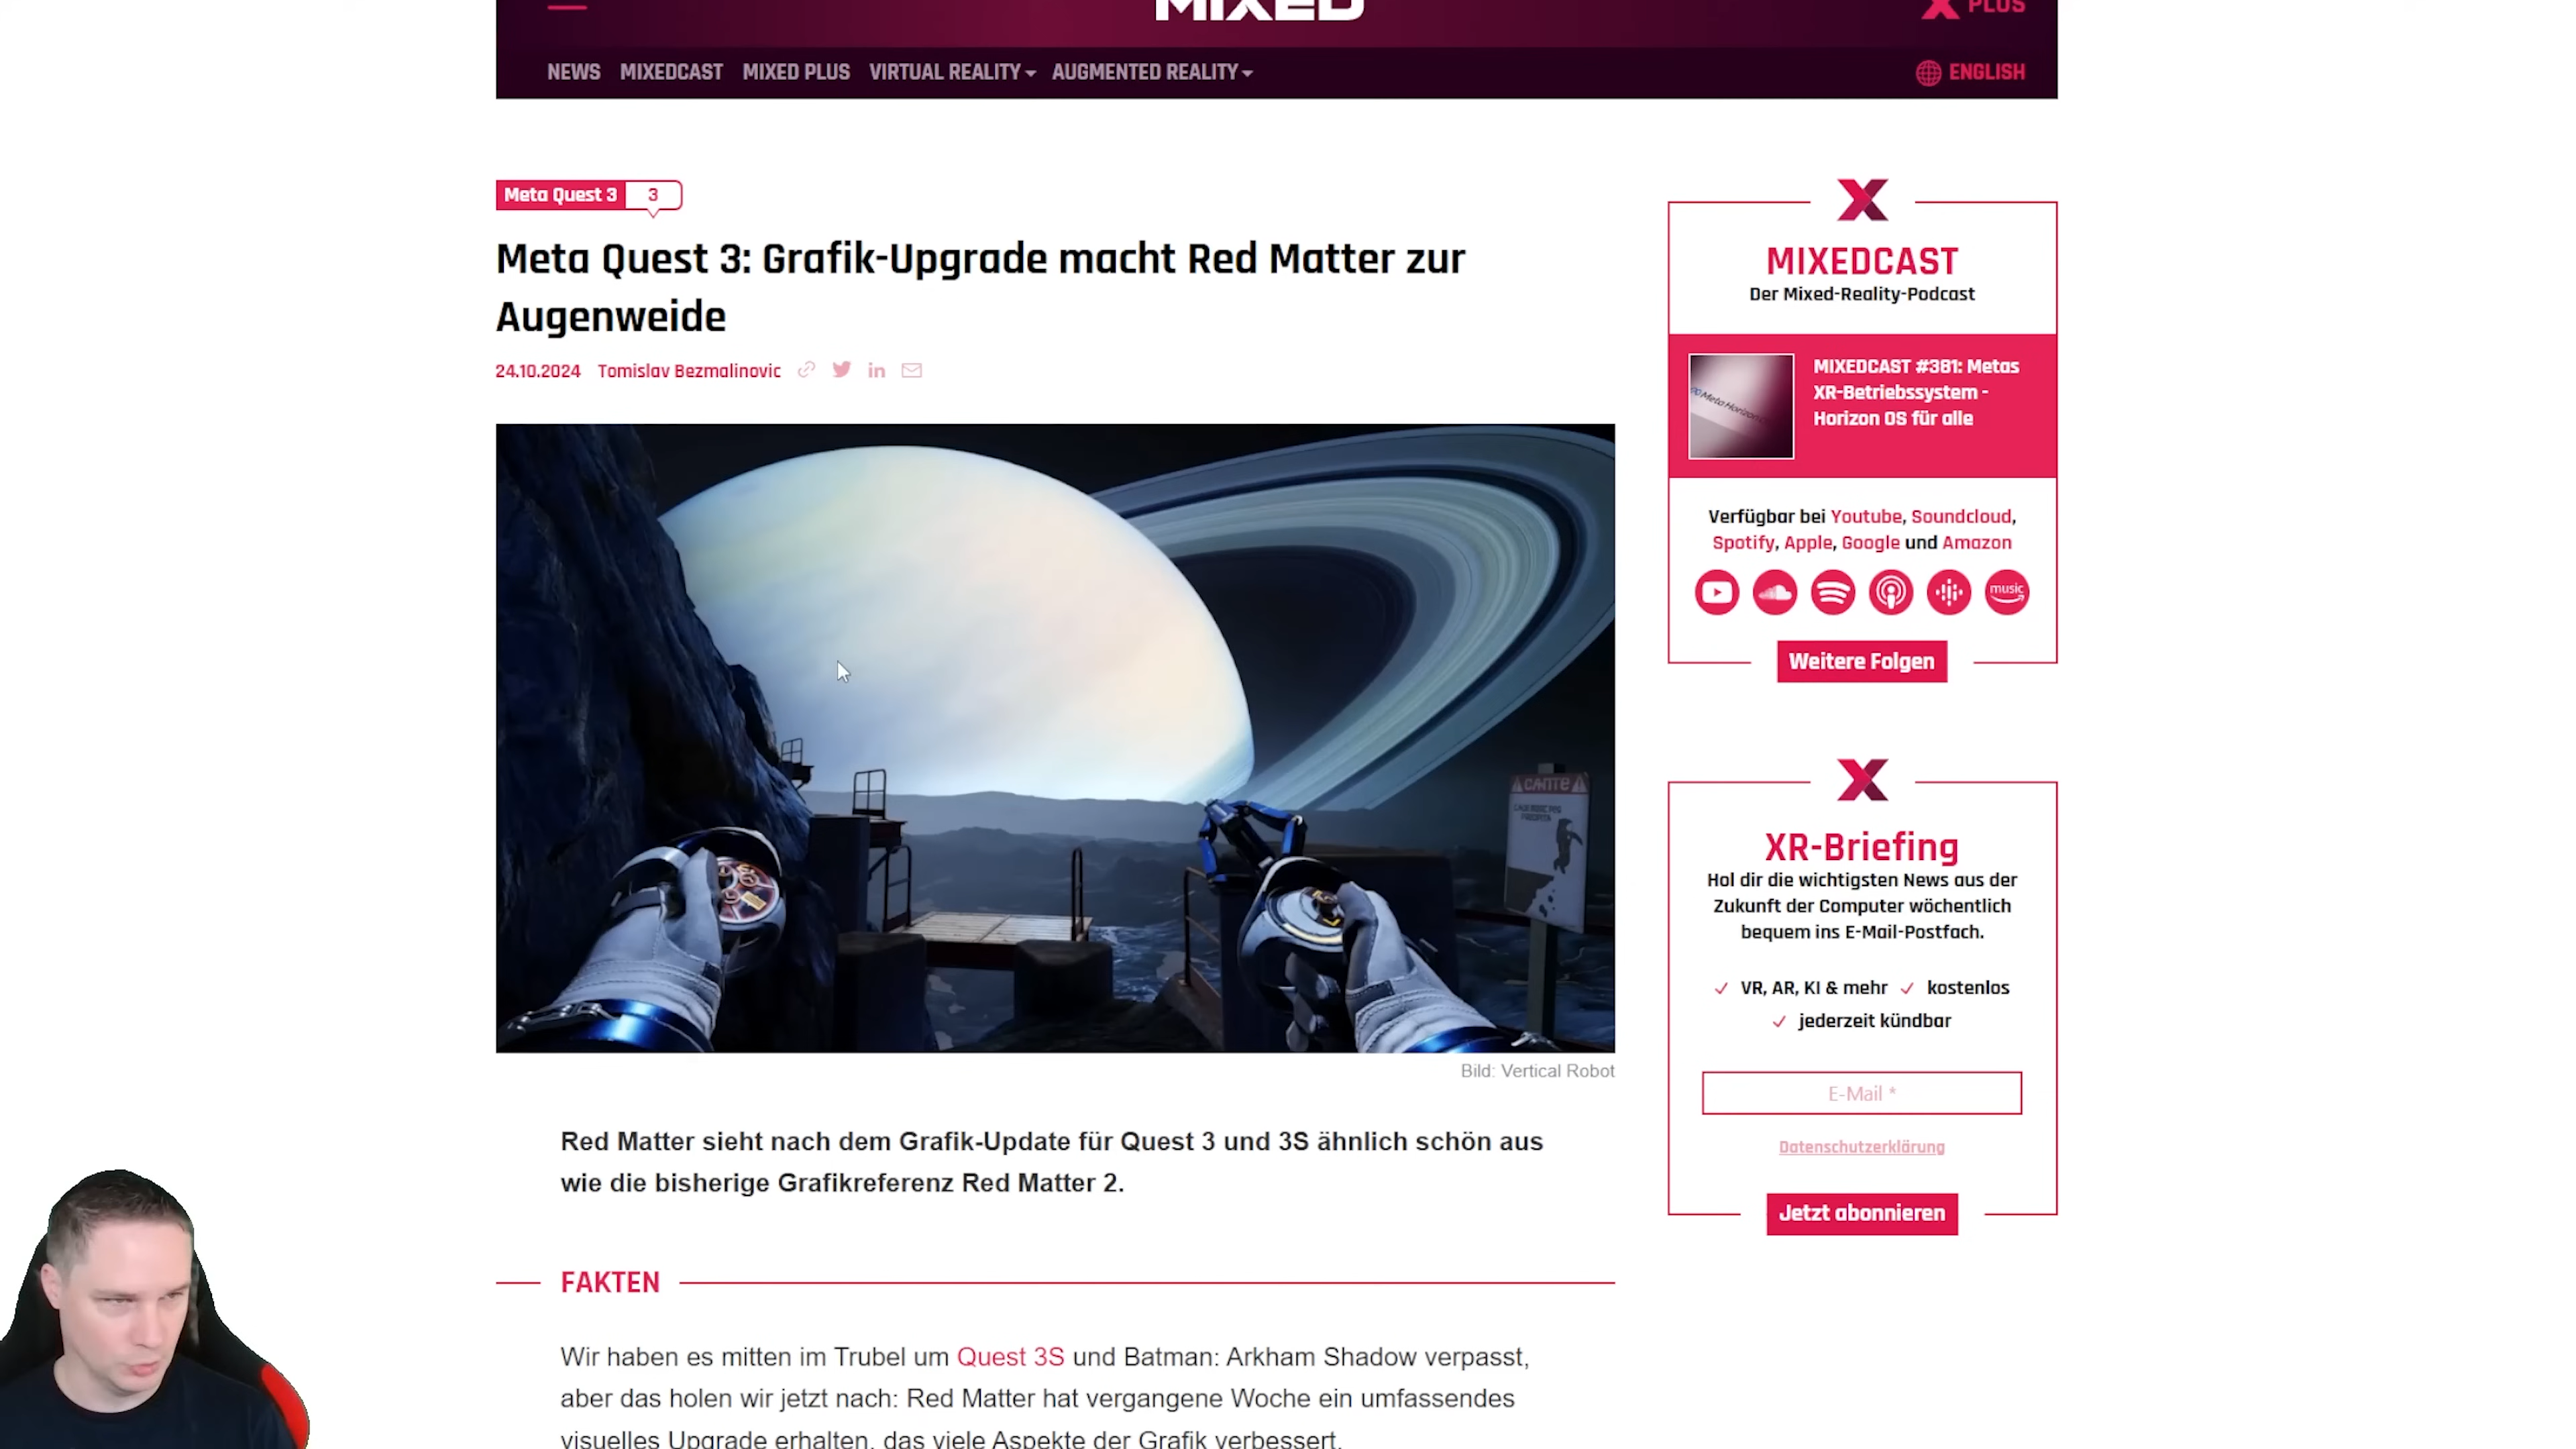 MIXED
PLUS
NEWS MIXEDCAST MIXED PLUS VIRTUAL REALITY AUGMENTED REALITY
ENGLISH
Meta Quest 3 3
Meta Quest 3: Grafik-Upgrade macht Red Matter zur
Augenweide
24.10.2024 Tomislav Bezmalinovic
Bild: Vertical Robot
Red Matter sieht nach dem Grafik-Update für Quest 3 und 3S ähnlich schön aus
wie die bisherige Grafikreferenz Red Matter 2.
FAKTEN
Wir haben es mitten im Trubel um Quest 3S und Batman: Arkham Shadow verpasst,
aber das holen wir jetzt nach: Red Matter hat vergangene Woche ein umfassendes
visuelles Upgrade erhalten, das viele Aspekte der Grafik verbessert.
MIXEDCAST
Der Mixed-Reality-Podcast
MIXEDCAST #381: Metas
XR-Betriebssystem -
Horizon OS für alle
Verfügbar bei Youtube, Soundcloud,
Spotify, Apple, Google und Amazon
music
Weitere Folgen
XR-Briefing
Hol dir die wichtigsten News aus der
Zukunft der Computer wöchentlich
bequem ins E-Mail-Postfach.
VR, AR, KI & mehr kostenlos
jederzeit kündbar
E-Mail *
Datenschutzerklärung
Jetzt abonnieren